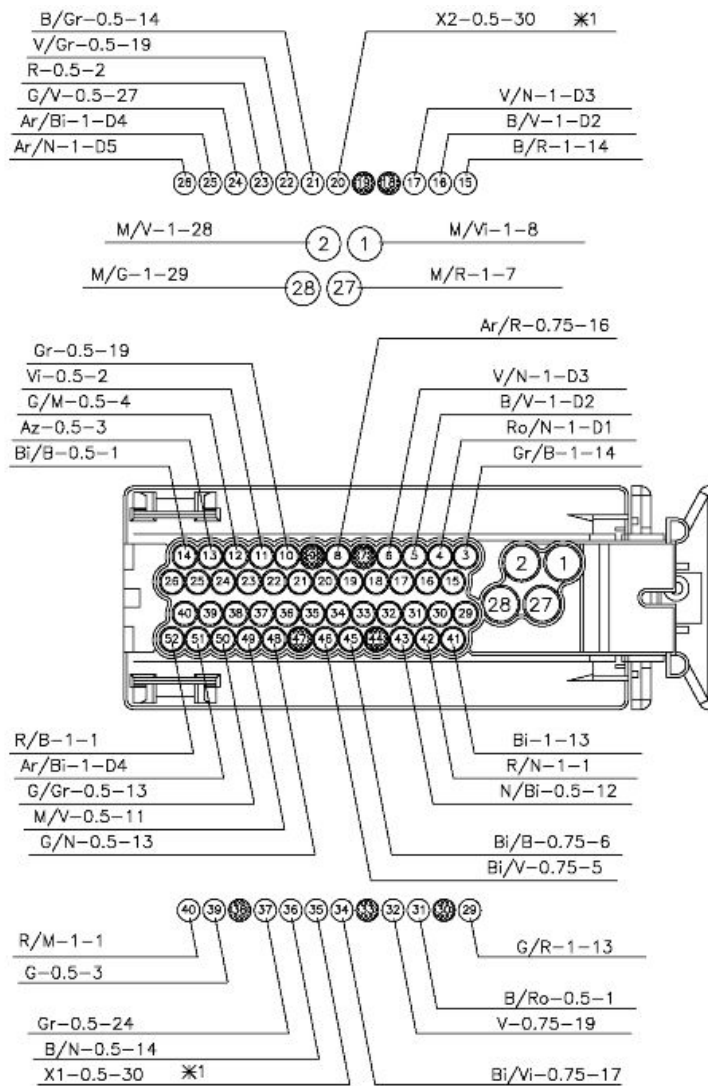 B/Gr-0.5-14
X2-0.5-30 ⁎1
V/Gr-0.5-19
R-0.5-2
G/V-0.5-27
V/N-1-D3
Ar/Bi-1-D4
B/V-1-D2
Ar/N-1-D5
B/R-1-14
26 25 24 23 22 21 20 19 18 17 16 15
M/V-1-28 2 1 M/Vi-1-8
M/G-1-29 28 27 M/R-1-7
Ar/R-0.75-16
Gr-0.5-19
Vi-0.5-2
V/N-1-D3
G/M-0.5-4
B/V-1-D2
Az-0.5-3
Ro/N-1-D1
Bi/B-0.5-1
Gr/B-1-14
14 13 12 11 10 9 8 7 6 5 4 3
2 1
26 25 24 23 22 21 20 19 18 17 16 15
28 27
40 39 38 37 36 35 34 33 32 31 30 29
52 51 50 49 48 47 46 45 44 43 42 41
R/B-1-1
Bi-1-13
Ar/Bi-1-D4
R/N-1-1
G/Gr-0.5-13
N/Bi-0.5-12
M/V-0.5-11
G/N-0.5-13
Bi/B-0.75-6
Bi/V-0.75-5
40 39 38 37 36 35 34 33 32 31 30 29
R/M-1-1
G/R-1-13
G-0.5-3
B/Ro-0.5-1
Gr-0.5-24
V-0.75-19
B/N-0.5-14
X1-0.5-30 ⁎1
Bi/Vi-0.75-17